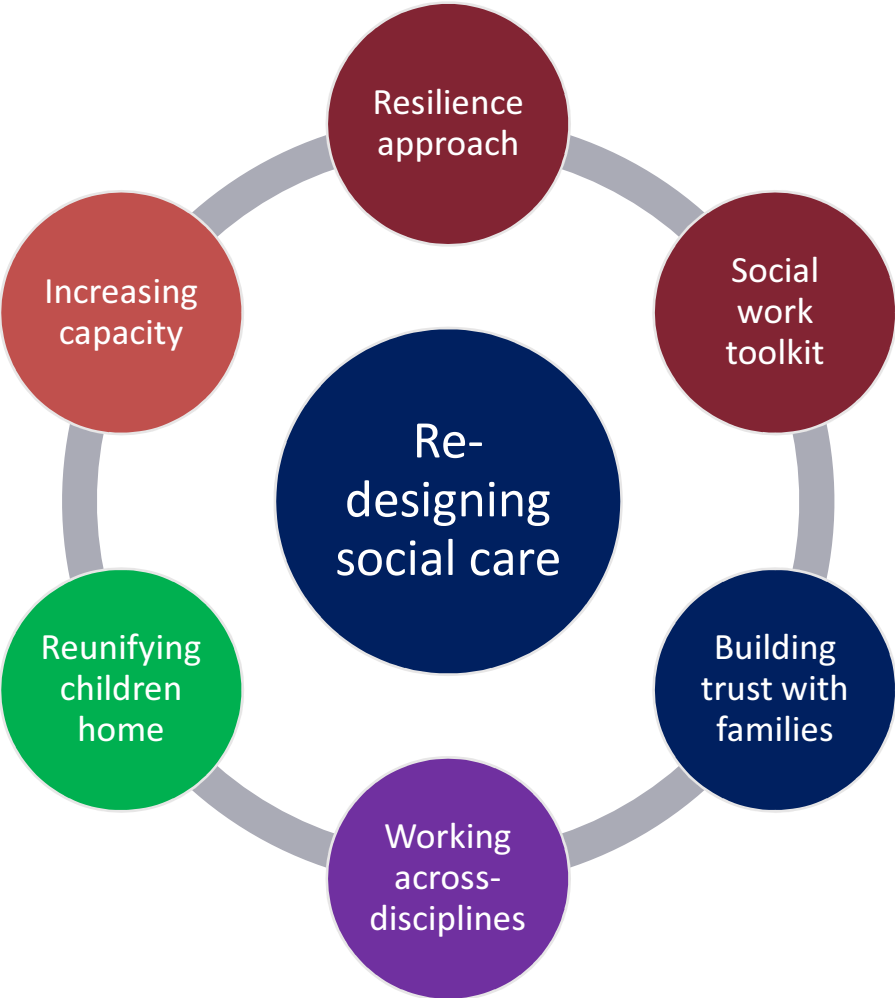 Resilience
approach
Social
work
toolkit
Building
trust with
families
Working
across-
disciplines
Reunifying
children
home
Increasing
capacity
Re-
designing
social care